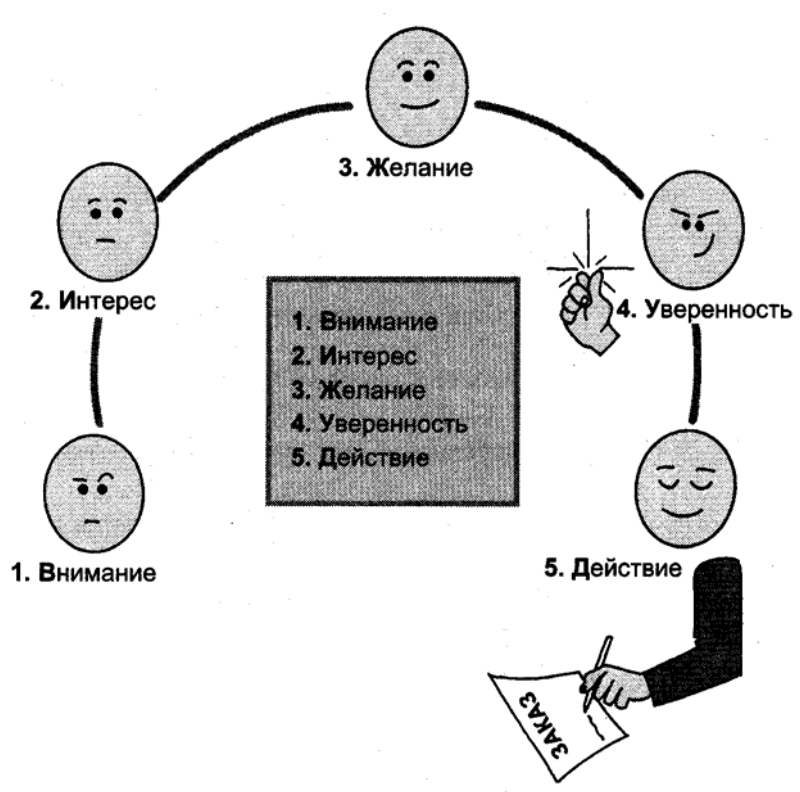 3. Желание
2. Интерес
4. Уверенность
1. Внимание
2. Интерес
3. Желание
4. Уверенность
5. Действие
1. Внимание
5. Действие
ЗАКАЗ